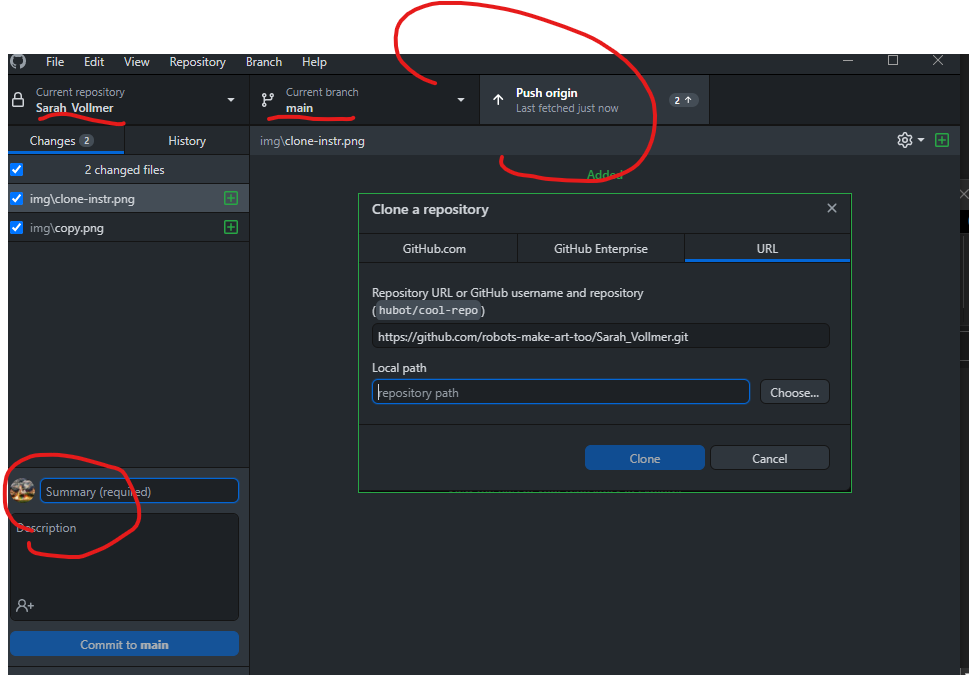 File Edit View Repository Branch Help
Current repository
Sarah_Vollmer
Current branch
main
Push origin
Last fetched just now
2
Changes 2
History
img\clone-instr.png
2 changed files
img\clone-instr.png
img\copy.png
Added
Clone a repository
GitHub.com
GitHub Enterprise
URL
Repository URL or GitHub username and repository
(hubot/cool-repo)
https://github.com/robots-make-art-too/Sarah_Vollmer.git
Local path
repository path
Choose...
Clone
Cancel
Summary (required)
Description
Commit to main